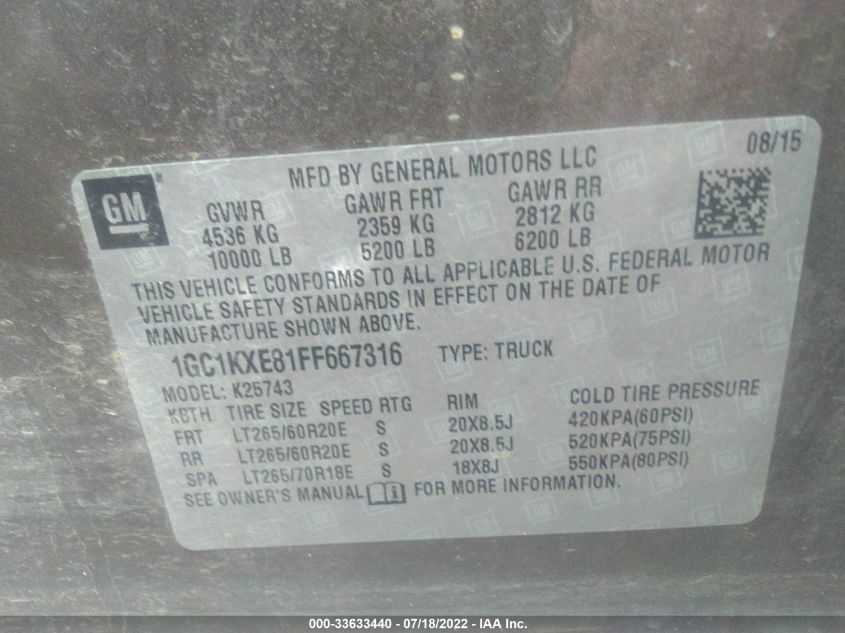 08/15
MFD BY GENERAL MOTORS LLC
GM ®
GVWR GAWR FRT GAWR RR
4536 KG 2359 KG 2812 KG
10000 LB 5200 LB 6200 LB
THIS VEHICLE CONFORMS TO ALL APPLICABLE U.S. FEDERAL MOTOR
VEHICLE SAFETY STANDARDS IN EFFECT ON THE DATE OF
MANUFACTURE SHOWN ABOVE.
1GC1KXE81FF667316 TYPE: TRUCK
MODEL: K25743
KBTH TIRE SIZE SPEED RTG RIM COLD TIRE PRESSURE
FRT LT265/60R20E S 20X8.5J 420KPA(60PSI)
RR LT265/60R20E S 20X8.5J 520KPA(75PSI)
SPA LT265/70R18E S 18X8J 550KPA(80PSI)
SEE OWNER'S MANUAL i FOR MORE INFORMATION.
000-33633440 - 07/18/2022 - IAA Inc.